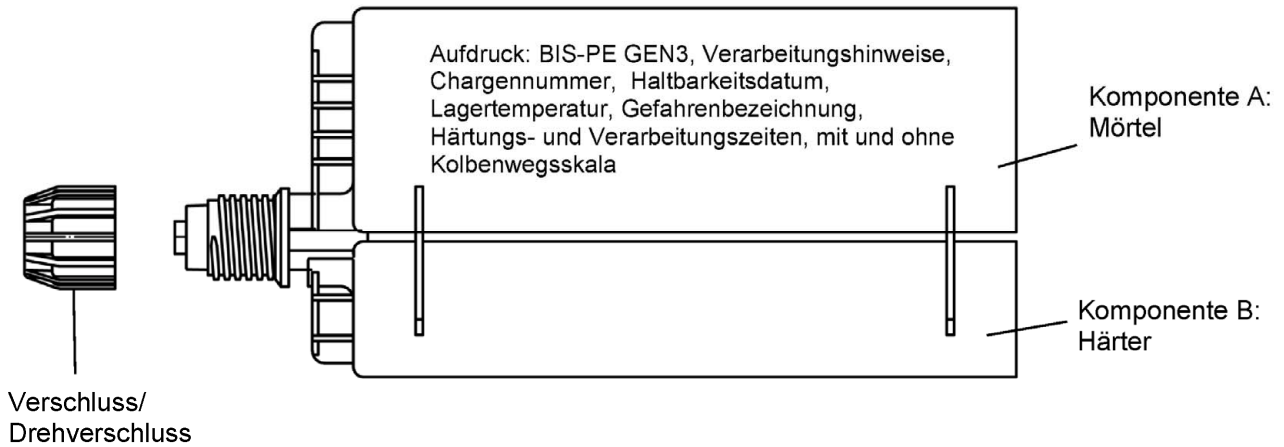 Aufdruck: BIS-PE GEN3, Verarbeitungshinweise,
Chargennummer, Haltbarkeitsdatum,
Lagertemperatur, Gefahrenbezeichnung,
Härtungs- und Verarbeitungszeiten, mit und ohne
Kolbenwegsskala
Komponente A:
Mörtel
Komponente B:
Härter
Verschluss/
Drehverschluss